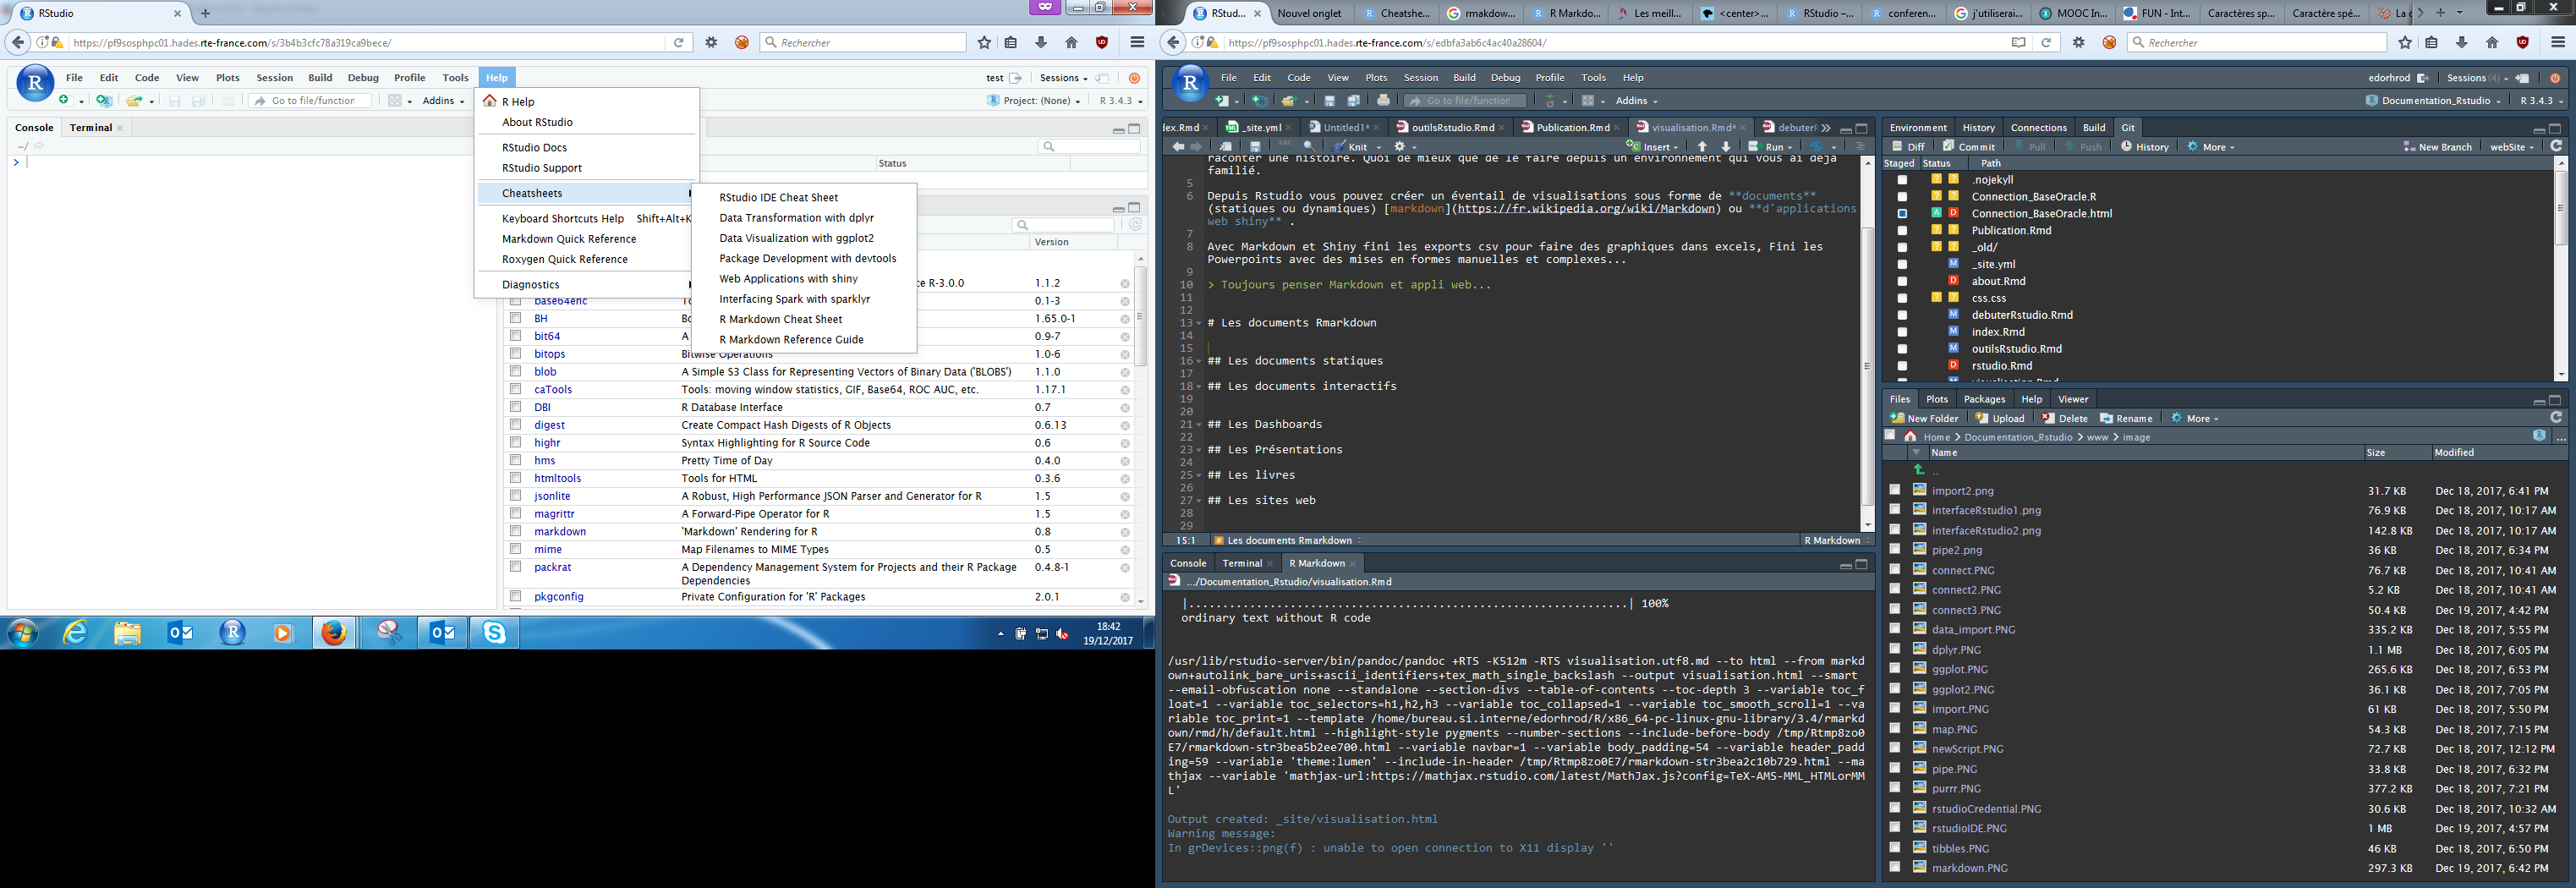 RStudio
https://pf9sosphpc01.hades.rte-france.com/s/3b4b3cfc78a319ca9bece/
Rechercher
File Edit Code View Plots Session Build Debug Profile Tools Help
test Sessions
Go to file/function Addins
Project: (None) R 3.4.3
Console Terminal
~/
>
R Help
About RStudio
RStudio Docs
RStudio Support
Cheatsheets
Keyboard Shortcuts Help Shift+Alt+K
Markdown Quick Reference
Roxygen Quick Reference
Diagnostics
RStudio IDE Cheat Sheet
Data Transformation with dplyr
Data Visualization with ggplot2
Package Development with devtools
Web Applications with shiny
Interfacing Spark with sparklyr
R Markdown Cheat Sheet
R Markdown Reference Guide
Status
Version
ce R-3.0.0 1.1.2
base64enc 0.1-3
BH 1.65.0-1
bit64 A 0.9-7
bitops Bitwise Operations 1.0-6
blob A Simple S3 Class for Representing Vectors of Binary Data ('BLOBS') 1.1.0
caTools Tools: moving window statistics, GIF, Base64, ROC AUC, etc. 1.17.1
DBI R Database Interface 0.7
digest Create Compact Hash Digests of R Objects 0.6.13
highr Syntax Highlighting for R Source Code 0.6
hms Pretty Time of Day 0.4.0
htmltools Tools for HTML 0.3.6
jsonlite A Robust, High Performance JSON Parser and Generator for R 1.5
magrittr A Forward-Pipe Operator for R 1.5
markdown 'Markdown' Rendering for R 0.8
mime Map Filenames to MIME Types 0.5
packrat A Dependency Management System for Projects and their R Package 0.4.8-1
Dependencies
pkgconfig Private Configuration for 'R' Packages 2.0.1
18:42
19/12/2017
RStud... Nouvel onglet Cheatshe... rmakdow... R Markdo... Les meill... <center>... RStudio –... conferen... j'utiliserai... MOOC In... FUN - Int... Caractères sp... Caractère spé...
https://pf9sosphpc01.hades.rte-france.com/s/edbfa3ab6c4ac40a28604/
Rechercher
File Edit Code View Plots Session Build Debug Profile Tools Help
edorhrod Sessions (4)
Go to file/function Addins
Documentation_Rstudio R 3.4.3
dex.Rmd _site.yml Untitled1* outilsRstudio.Rmd Publication.Rmd visualisation.Rmd* debuterR
Knit Insert Run
raconter une histoire. Quoi de mieux que de le faire depuis un environnement qui vous ai déjà
familié.
5
6 Depuis Rstudio vous pouvez créer un éventail de visualisations sous forme de **documents**
(statiques ou dynamiques) [markdown](https://fr.wikipedia.org/wiki/Markdown) ou **d'applications
web shiny** .
7
8 Avec Markdown et Shiny fini les exports csv pour faire des graphiques dans excels, Fini les
Powerpoints avec des mises en formes manuelles et complexes...
9
10 > Toujours penser Markdown et appli web...
11
12
13 # Les documents Rmarkdown
14
15
16 ## Les documents statiques
17
18 ## Les documents interactifs
19
20
21 ## Les Dashboards
22
23 ## Les Présentations
24
25 ## Les livres
26
27 ## Les sites web
28
29
15:1 # Les documents Rmarkdown R Markdown
Console Terminal R Markdown
.../Documentation_Rstudio/visualisation.Rmd
|.................................................................| 100%
ordinary text without R code
/usr/lib/rstudio-server/bin/pandoc/pandoc +RTS -K512m -RTS visualisation.utf8.md --to html --from markd
own+autolink_bare_uris+ascii_identifiers+tex_math_single_backslash --output visualisation.html --smart
--email-obfuscation none --standalone --section-divs --table-of-contents --toc-depth 3 --variable toc_f
loat=1 --variable toc_selectors=h1,h2,h3 --variable toc_collapsed=1 --variable toc_smooth_scroll=1 --va
riable toc_print=1 --template /home/bureau.si.interne/edorhrod/R/x86_64-pc-linux-gnu-library/3.4/rmarkd
own/rmd/h/default.html --highlight-style pygments --number-sections --include-before-body /tmp/Rtmp8zo0
E7/rmarkdown-str3bea5b2ee700.html --variable navbar=1 --variable body_padding=54 --variable header_padd
ing=59 --variable 'theme:lumen' --include-in-header /tmp/Rtmp8zo0E7/rmarkdown-str3bea2c10b729.html --ma
thjax --variable 'mathjax-url:https://mathjax.rstudio.com/latest/MathJax.js?config=TeX-AMS-MML_HTMLorMM
L'
Output created: _site/visualisation.html
Warning message:
In grDevices::png(f) : unable to open connection to X11 display ''
Environment History Connections Build Git
Diff Commit Pull Push History More New Branch webSite
Staged Status Path
? ? .nojekyll
? ? Connection_BaseOracle.R
A D Connection_BaseOracle.html
? ? Publication.Rmd
? ? _old/
M _site.yml
D about.Rmd
? ? css.css
M debuterRstudio.Rmd
M index.Rmd
M outilsRstudio.Rmd
D rstudio.Rmd
M visualisation.Rmd
Files Plots Packages Help Viewer
New Folder Upload Delete Rename More
Home > Documentation_Rstudio > www > image
Name Size Modified
..
import2.png 31.7 KB Dec 18, 2017, 6:41 PM
interfaceRstudio1.png 76.9 KB Dec 18, 2017, 10:17 AM
interfaceRstudio2.png 142.8 KB Dec 18, 2017, 10:17 AM
pipe2.png 36 KB Dec 18, 2017, 6:34 PM
connect.PNG 76.7 KB Dec 18, 2017, 10:41 AM
connect2.PNG 5.2 KB Dec 18, 2017, 10:41 AM
connect3.PNG 50.4 KB Dec 19, 2017, 4:42 PM
data_import.PNG 335.2 KB Dec 18, 2017, 5:55 PM
dplyr.PNG 1.1 MB Dec 18, 2017, 6:05 PM
ggplot.PNG 265.6 KB Dec 18, 2017, 6:53 PM
ggplot2.PNG 36.1 KB Dec 18, 2017, 7:05 PM
import.PNG 61 KB Dec 18, 2017, 5:50 PM
map.PNG 54.3 KB Dec 18, 2017, 7:15 PM
newScript.PNG 72.7 KB Dec 18, 2017, 12:12 PM
pipe.PNG 33.8 KB Dec 18, 2017, 6:32 PM
purrr.PNG 377.2 KB Dec 18, 2017, 7:21 PM
rstudioCredential.PNG 30.6 KB Dec 18, 2017, 10:32 AM
rstudioIDE.PNG 1 MB Dec 19, 2017, 4:57 PM
tibbles.PNG 46 KB Dec 18, 2017, 6:50 PM
markdown.PNG 297.3 KB Dec 19, 2017, 6:42 PM